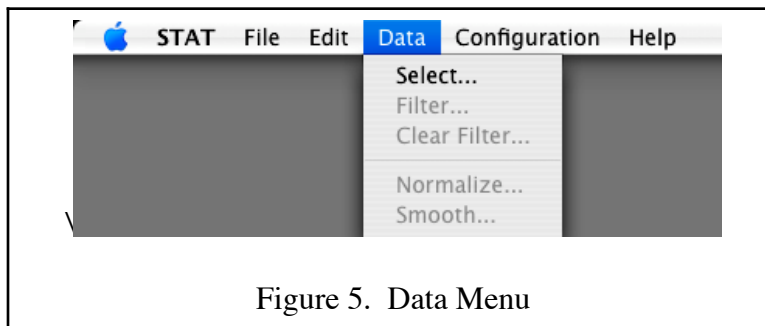 STAT File Edit Data Configuration Help
Select...
Filter...
Clear Filter...
Normalize...
Smooth...
\
Figure 5. Data Menu